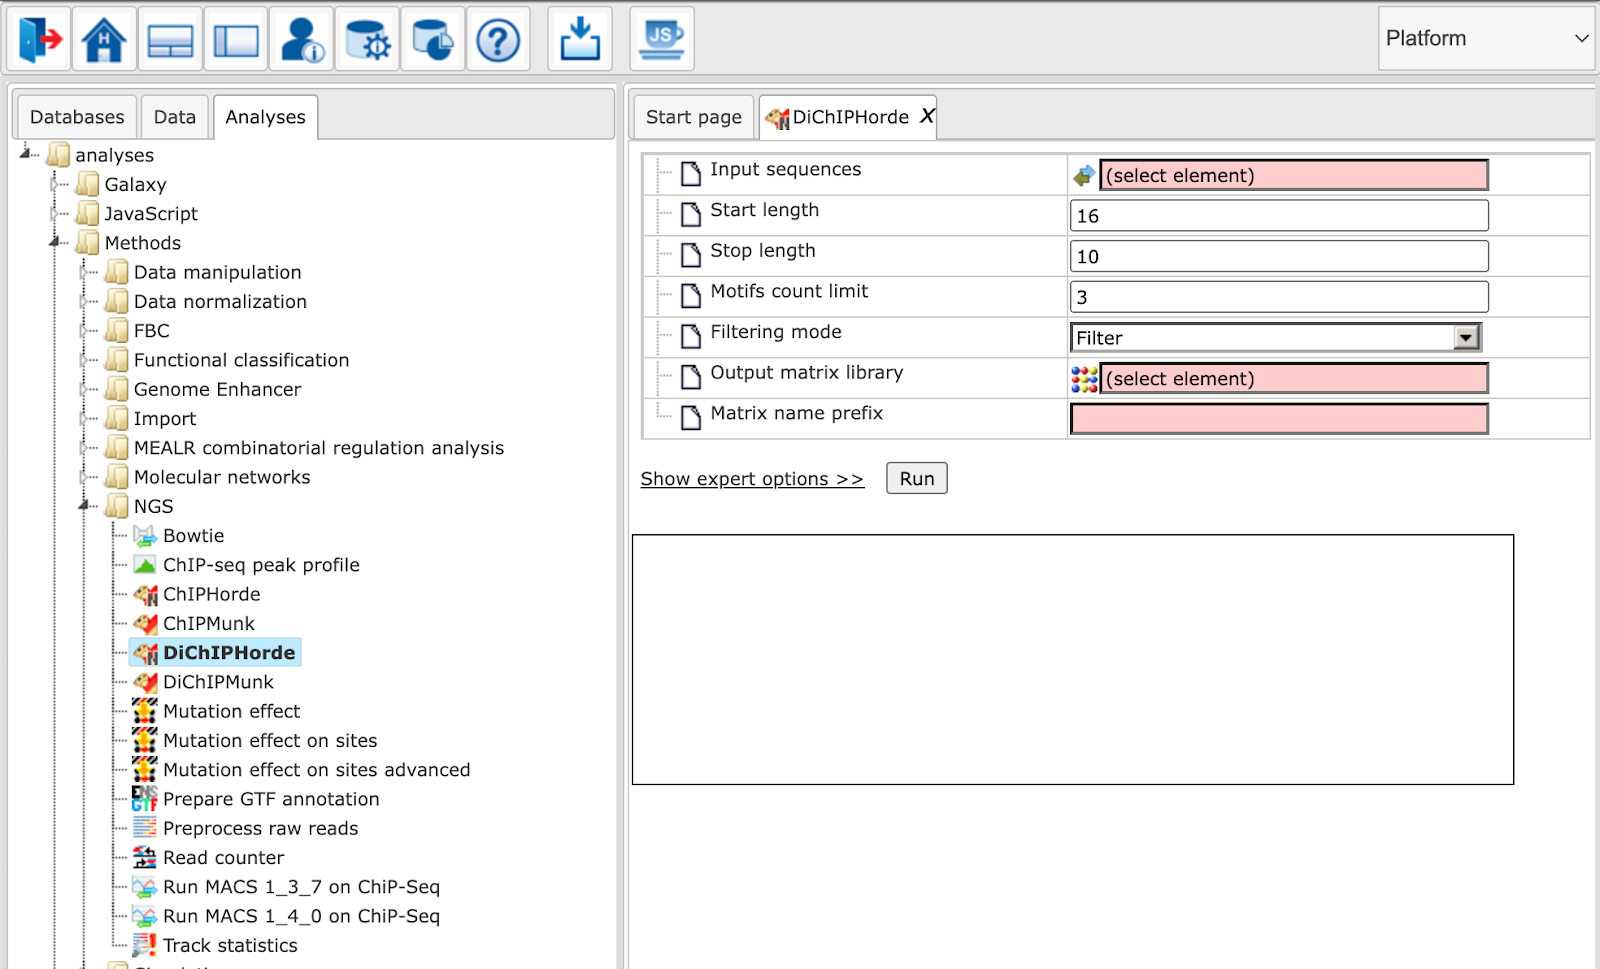 H
i
?
JS
Platform
Databases
Data
Analyses
analyses
Galaxy
JavaScript
Methods
Data manipulation
Data normalization
FBC
Functional classification
Genome Enhancer
Import
MEALR combinatorial regulation analysis
Molecular networks
NGS
Bowtie
ChIP-seq peak profile
ChIPHorde
ChIPMunk
DiChIPHorde
DiChIPMunk
Mutation effect
Mutation effect on sites
Mutation effect on sites advanced
ENS
GTF
Prepare GTF annotation
Preprocess raw reads
Read counter
Run MACS 1_3_7 on ChiP-Seq
Run MACS 1_4_0 on ChiP-Seq
Track statistics
Start page
DiChIPHorde X
Input sequences
(select element)
Start length
16
Stop length
10
Motifs count limit
3
Filtering mode
Filter
Output matrix library
(select element)
Matrix name prefix
Show expert options >>
Run